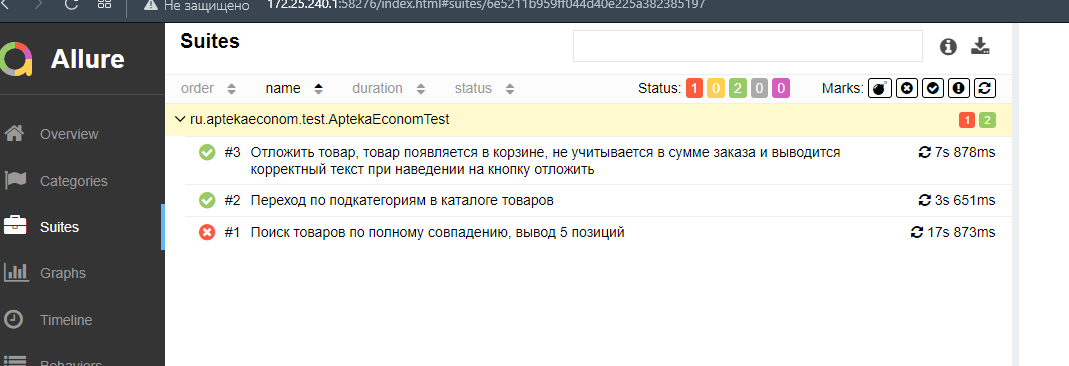 Не защищено 172.25.240.1:58276/index.html#suites/6e5211b959ff044d40e225a382385197
Allure
Overview
Categories
Suites
Graphs
Timeline
Behaviors
Suites
order name duration status Status: 1 0 2 0 0 Marks:
ru.aptekaeconom.test.AptekaEconomTest 1 2
#3 Отложить товар, товар появляется в корзине, не учитывается в сумме заказа и выводится 7s 878ms
корректный текст при наведении на кнопку отложить
#2 Переход по подкатегориям в каталоге товаров 3s 651ms
#1 Поиск товаров по полному совпадению, вывод 5 позиций 17s 873ms